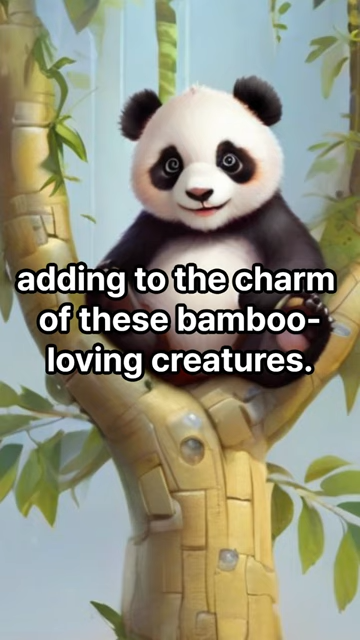 adding to the charm
of these bamboo-
loving creatures.